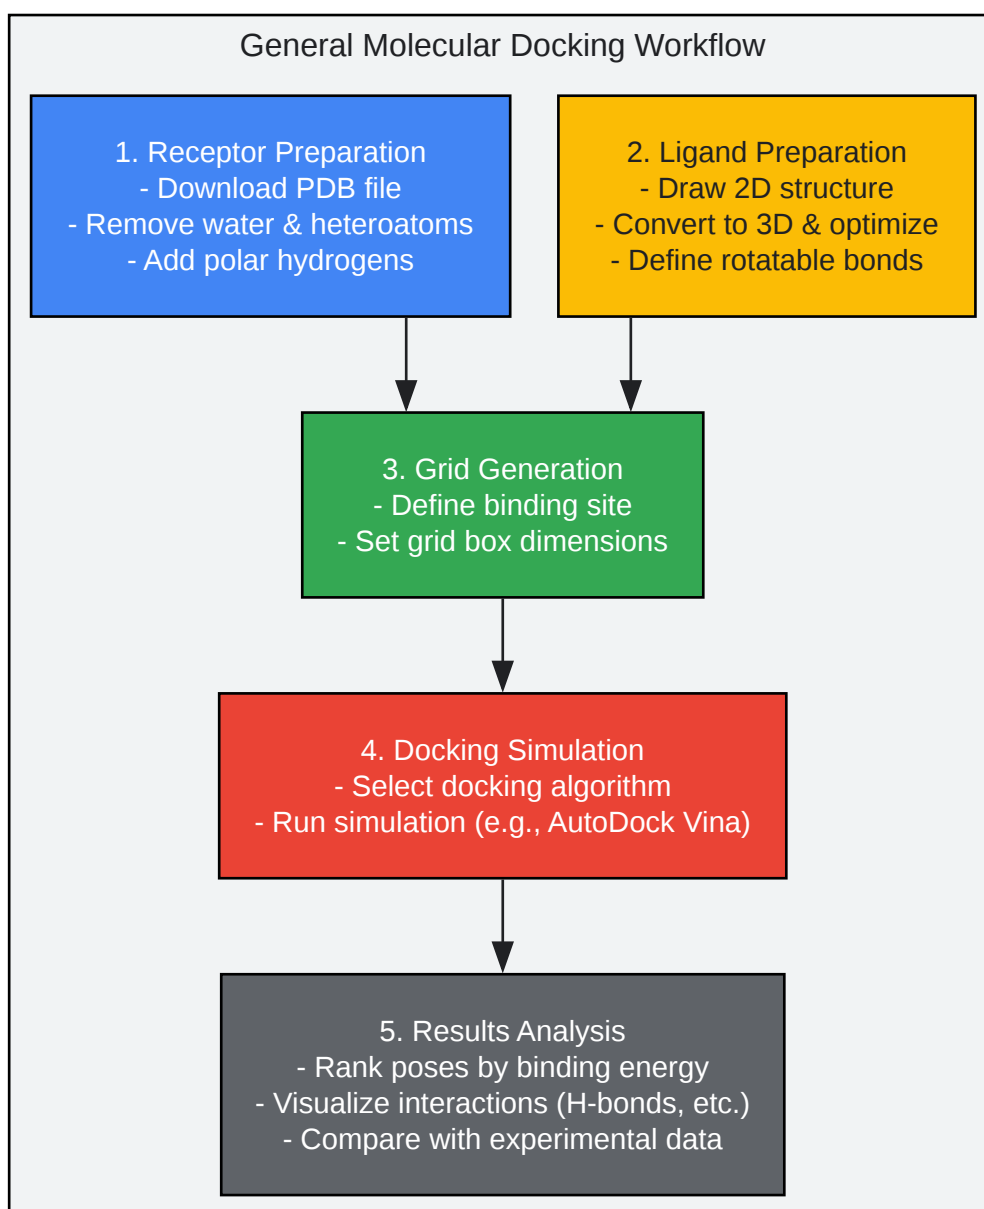 General Molecular Docking Workflow
1. Receptor Preparation
- Download PDB file
- Remove water & heteroatoms
- Add polar hydrogens
2. Ligand Preparation
- Draw 2D structure
- Convert to 3D & optimize
- Define rotatable bonds
3. Grid Generation
- Define binding site
- Set grid box dimensions
4. Docking Simulation
- Select docking algorithm
- Run simulation (e.g., AutoDock Vina)
5. Results Analysis
- Rank poses by binding energy
- Visualize interactions (H-bonds, etc.)
- Compare with experimental data